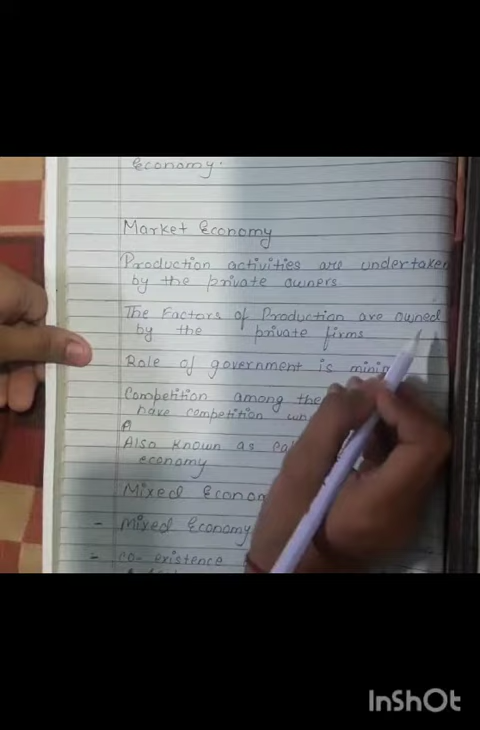 Economy.
Market Economy
Production activities are undertaken
by the private owners
The Factors of Production are owned
by the private firms
Role of government is
Competition among the
have competition
Also known as
economy
Mixed
- Mixed Economy
- co-existence
InShOt